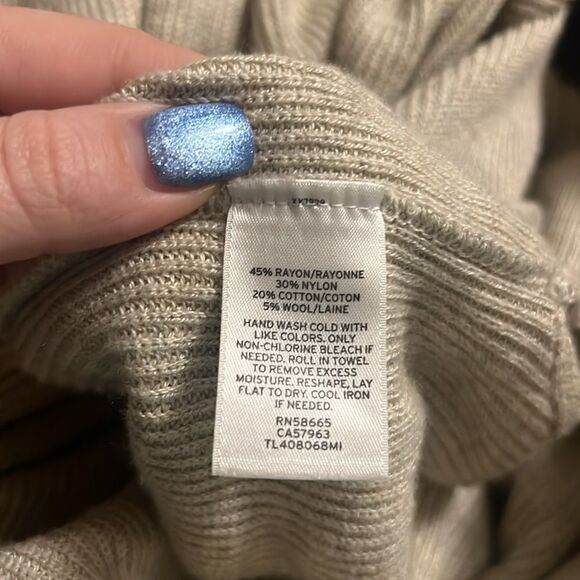 45% RAYON/RAYONNE
30% NYLON
20% COTTON/COTON
5% WOOL/LAINE
HAND WASH COLD WITH
LIKE COLORS. ONLY
NON-CHLORINE BLEACH IF
NEEDED. ROLL IN TOWEL
TO REMOVE EXCESS
MOISTURE. RESHAPE, LAY
FLAT TO DRY. COOL IRON
IF NEEDED.
RN58665
CA57963
TL408068MI